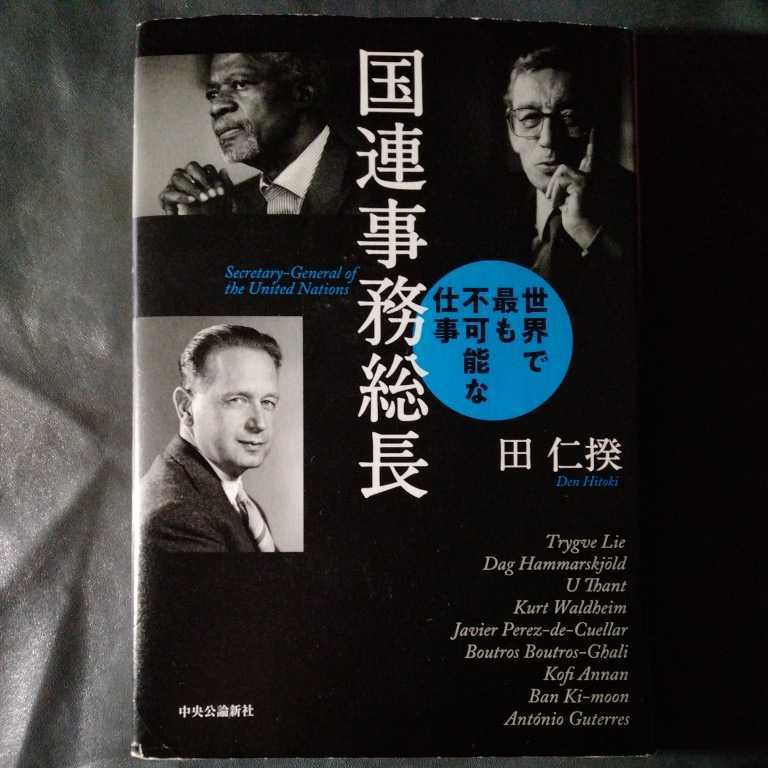 国連事務総長
Secretary-General of
the United Nations
世界で
最も
不可能な
仕事
田 仁揆
Den Hitoki
Trygve Lie
Dag Hammarskjöld
U Thant
Kurt Waldheim
Javier Perez-de-Cuellar
Boutros Boutros-Ghali
Kofi Annan
Ban Ki-moon
António Guterres
中央公論新社